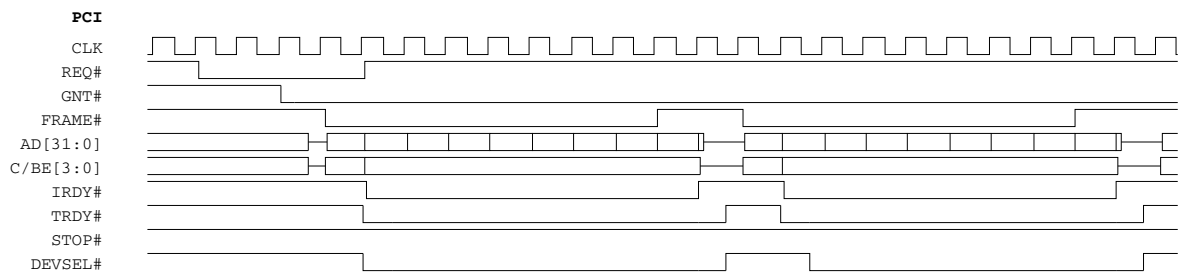 PCI
CLK
REQ#
GNT#
FRAME#
AD[31:0]
C/BE[3:0]
IRDY#
TRDY#
STOP#
DEVSEL#